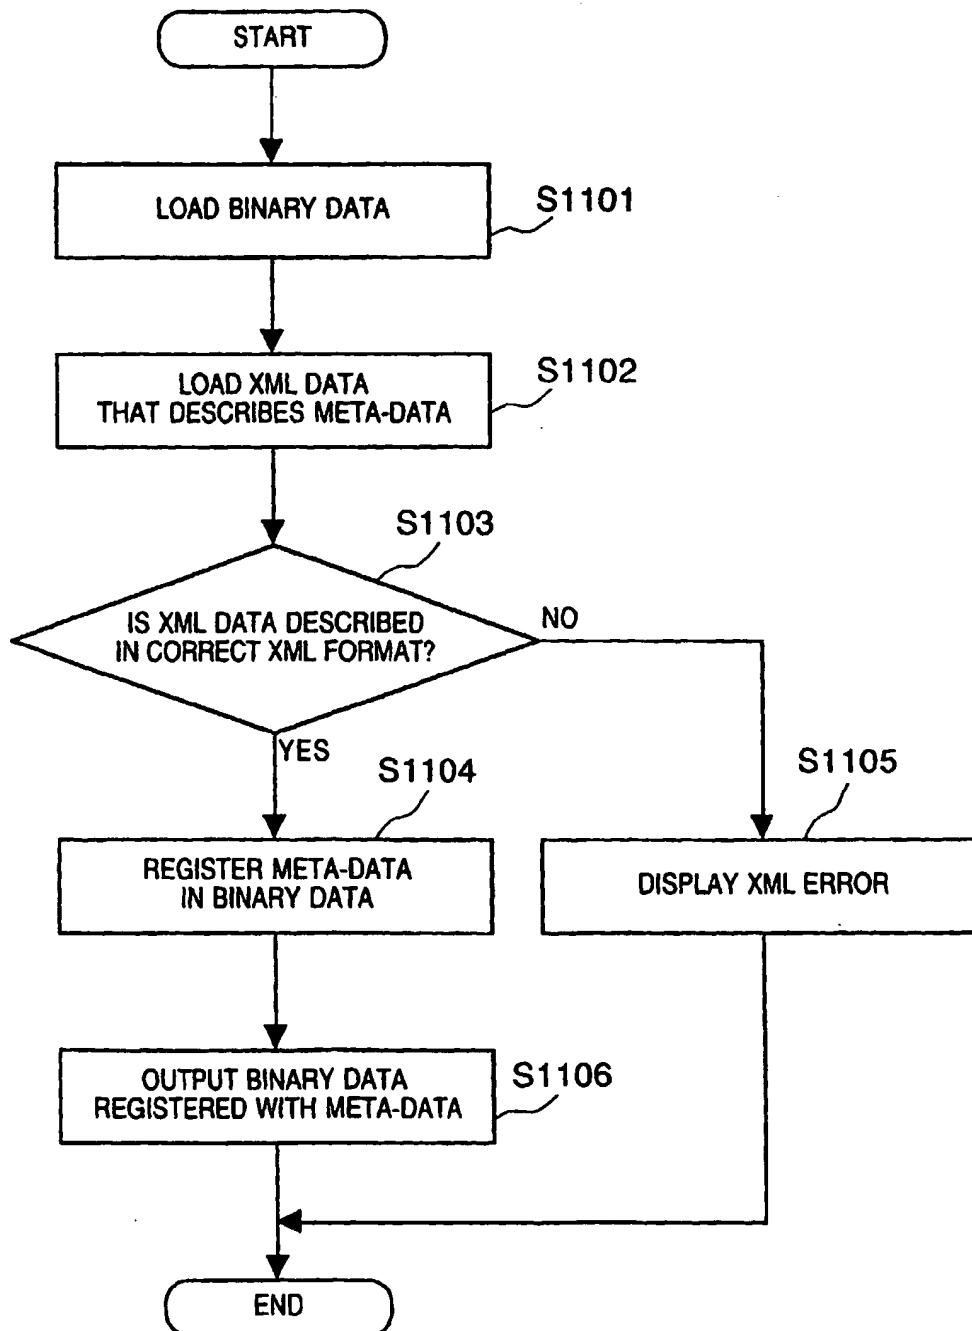 START
LOAD BINARY DATA
S1101
LOAD XML DATA
THAT DESCRIBES META-DATA
S1102
S1103
IS XML DATA DESCRIBED
IN CORRECT XML FORMAT?
NO
YES
S1104
REGISTER META-DATA
IN BINARY DATA
S1105
DISPLAY XML ERROR
OUTPUT BINARY DATA
REGISTERED WITH META-DATA
S1106
END